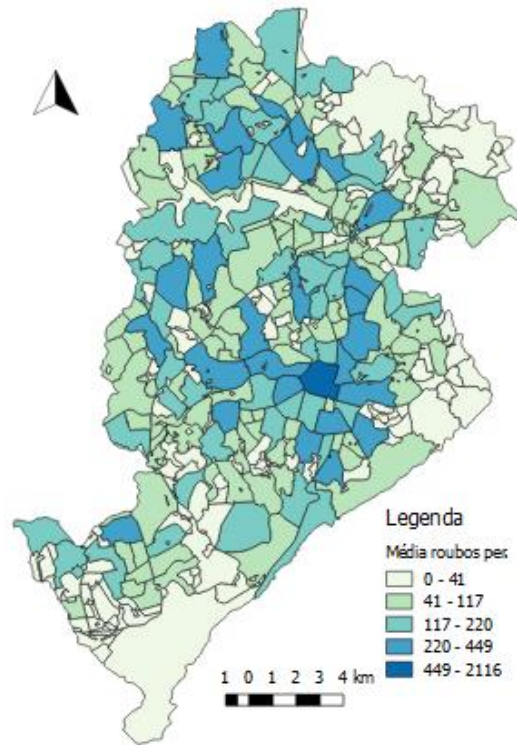 Legenda
Média roubos per
0 - 41
41 - 117
117 - 220
220 - 449
449 - 2116
1 0 1 2 3 4 km